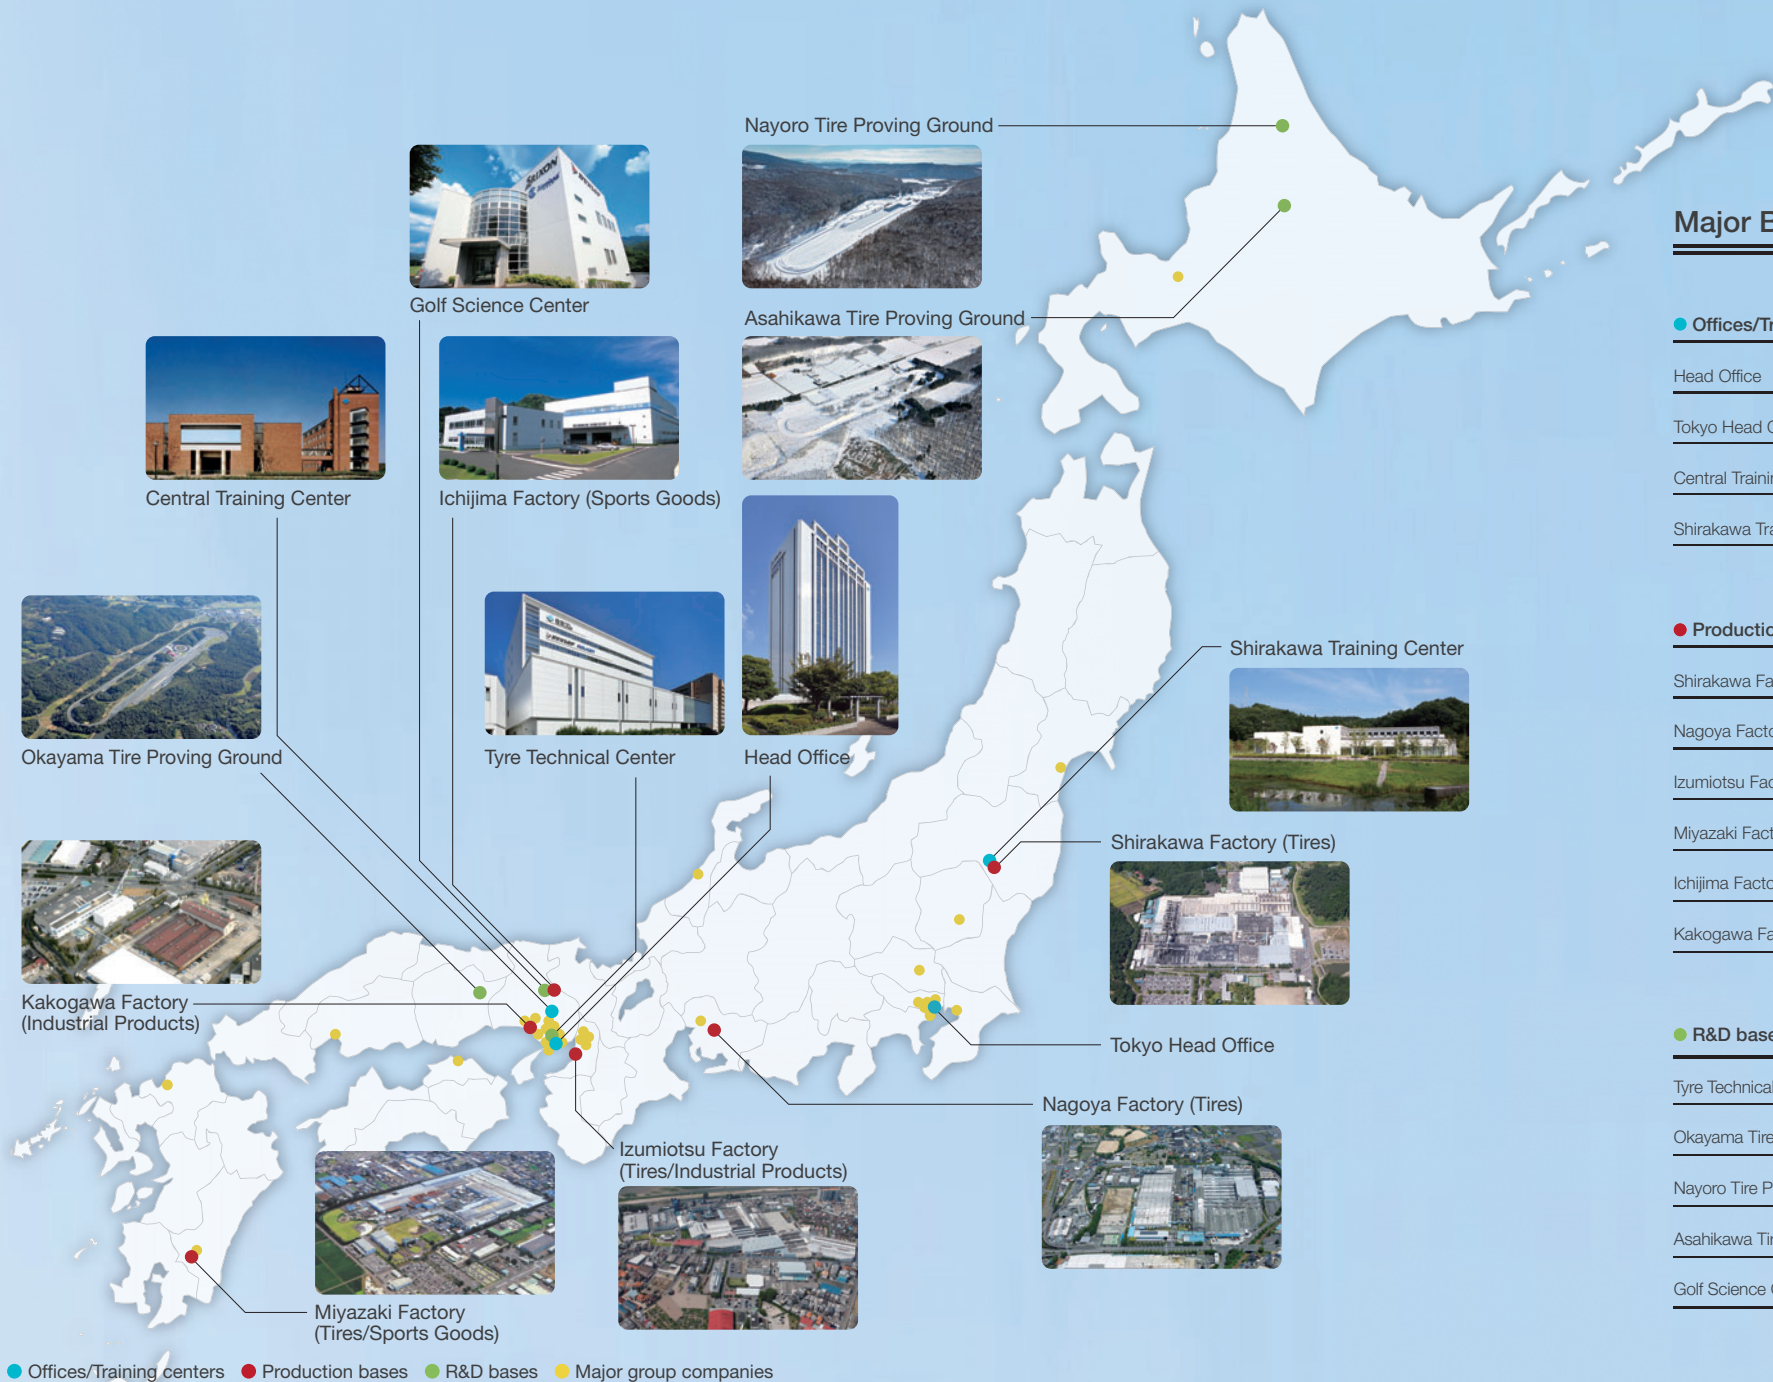 Nayoro Tire Proving Ground
SRIXON
Golf Science Center
Asahikawa Tire Proving Ground
Central Training Center
Ichijima Factory (Sports Goods)
Okayama Tire Proving Ground
Tyre Technical Center
Head Office
Shirakawa Training Center
Shirakawa Factory (Tires)
Kakogawa Factory
(Industrial Products)
Tokyo Head Office
Nagoya Factory (Tires)
Izumiotsu Factory
(Tires/Industrial Products)
Miyazaki Factory
(Tires/Sports Goods)
Offices/Training centers
Production bases
R&D bases
Major group companies
Major
Offices/Tr
Head Office
Tokyo Head
Central Trainin
Shirakawa Tra
Productio
Shirakawa Fa
Nagoya Facto
Izumiotsu Fac
Miyazaki Fact
Ichijima Facto
Kakogawa Fa
R&D base
Tyre Technical
Okayama Tire
Nayoro Tire P
Asahikawa Tir
Golf Science